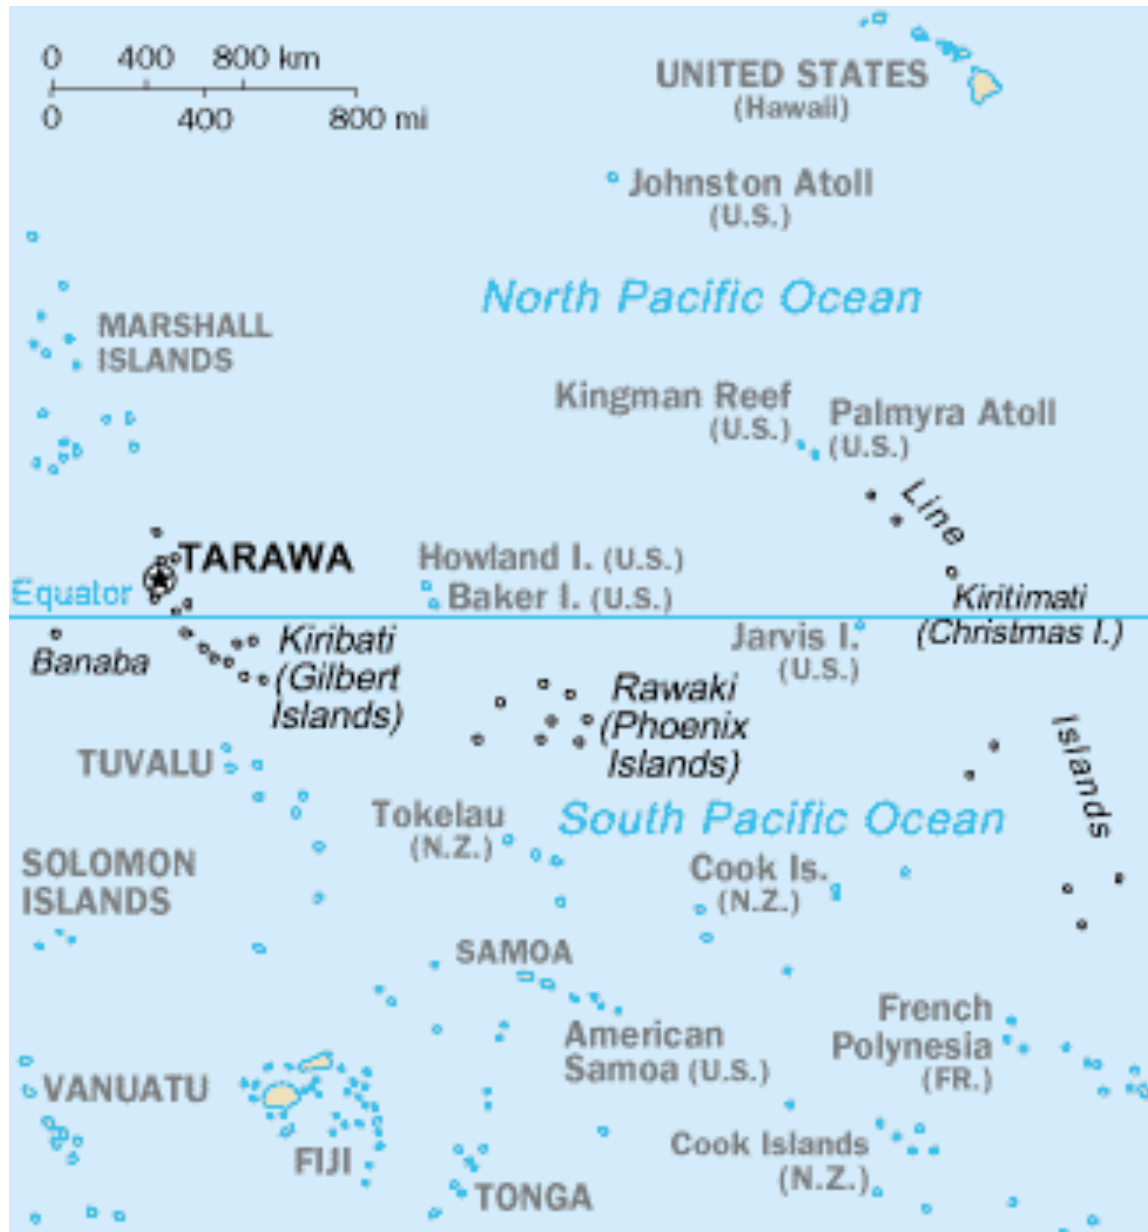 0 400 800 km
0 400 800 mi
UNITED STATES
(Hawaii)
Johnston Atoll
(U.S.)
North Pacific Ocean
MARSHALL
ISLANDS
Kingman Reef
(U.S.)
Palmyra Atoll
(U.S.)
Line
TARAWA
Howland I. (U.S.)
Equator
Baker I. (U.S.)
Kiritimati
(Christmas I.)
Banaba
Kiribati
(Gilbert
Islands)
Jarvis I.
(U.S.)
Rawaki
(Phoenix
Islands)
Islands
TUVALU
Tokelau
(N.Z.)
South Pacific Ocean
SOLOMON
ISLANDS
Cook Is.
(N.Z.)
SAMOA
American
Samoa (U.S.)
French
Polynesia
(FR.)
VANUATU
FIJI
TONGA
Cook Islands
(N.Z.)